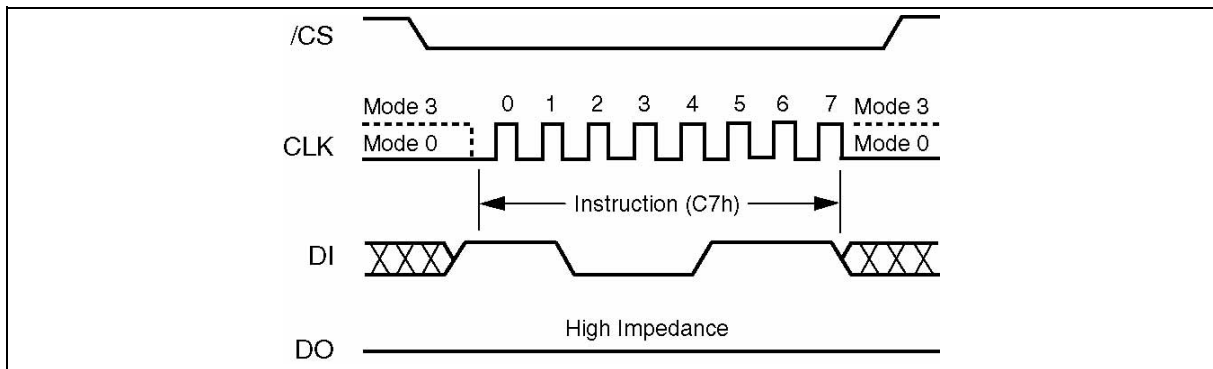 /CS
Mode 3 0 1 2 3 4 5 6 7 Mode 3
CLK Mode 0 Mode 0
Instruction (C7h)
DI
High Impedance
DO